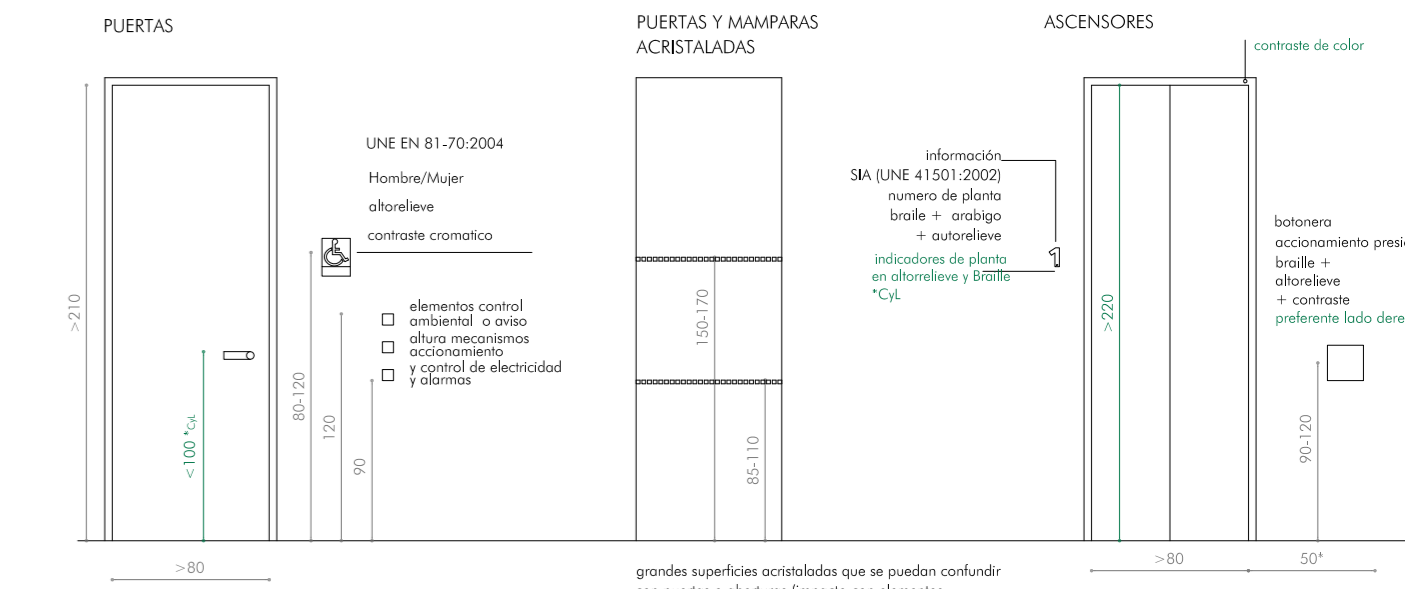 PUERTAS
>210
<100 *CyL
>80
UNE EN 81-70:2004
Hombre/Mujer
altorelieve
contraste cromatico
elementos control
ambiental o aviso
altura mecanismos
accionamiento
y control de electricidad
y alarmas
80-120
120
90
PUERTAS Y MAMPARAS
ACRISTALADAS
150-170
85-110
grandes superficies acristaladas que se puedan confundir
ASCENSORES
contraste de color
información
SIA (UNE 41501:2002)
numero de planta
braile + arabigo
+ autorelieve
indicadores de planta
en altorrelieve y Braille
*CyL
1
>220
>80
botonera
accionamiento
braille +
altorelieve
+ contraste
preferente lado
90-120
50*